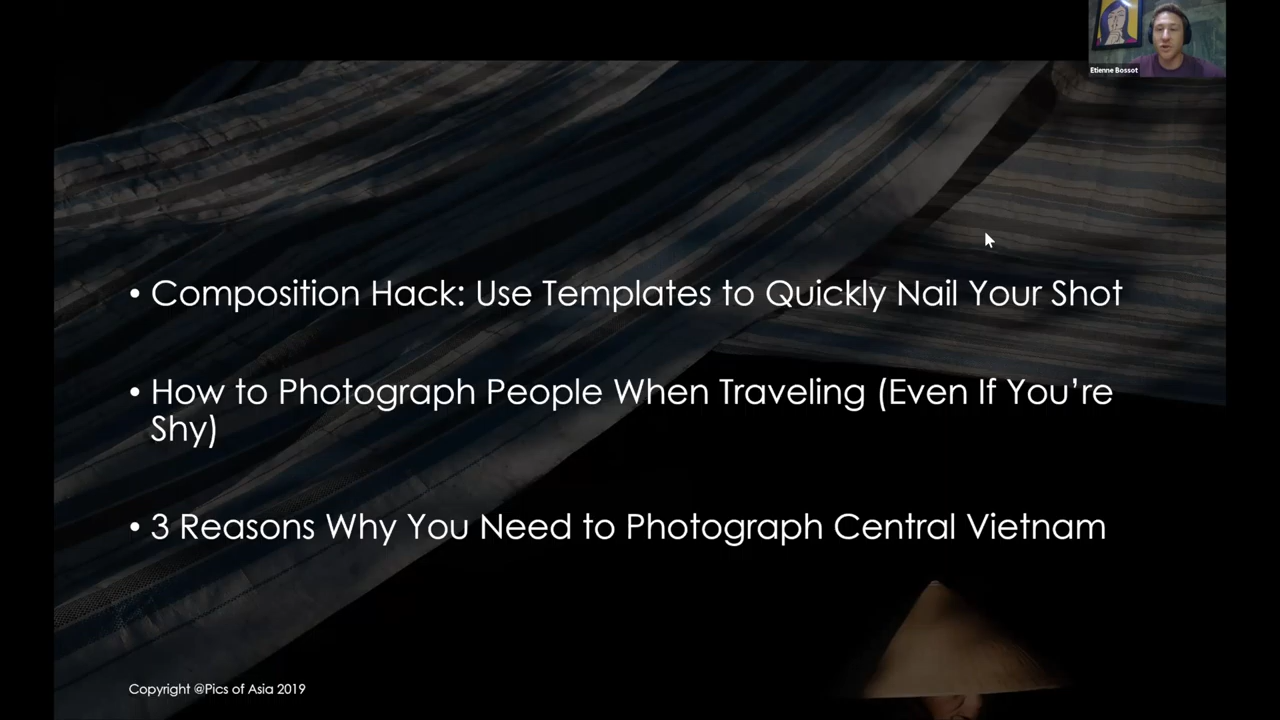 Etienne Bossot
• Composition Hack: Use Templates to Quickly Nail Your Shot
• How to Photograph People When Traveling (Even If You’re
Shy)
• 3 Reasons Why You Need to Photograph Central Vietnam
Copyright @Pics of Asia 2019